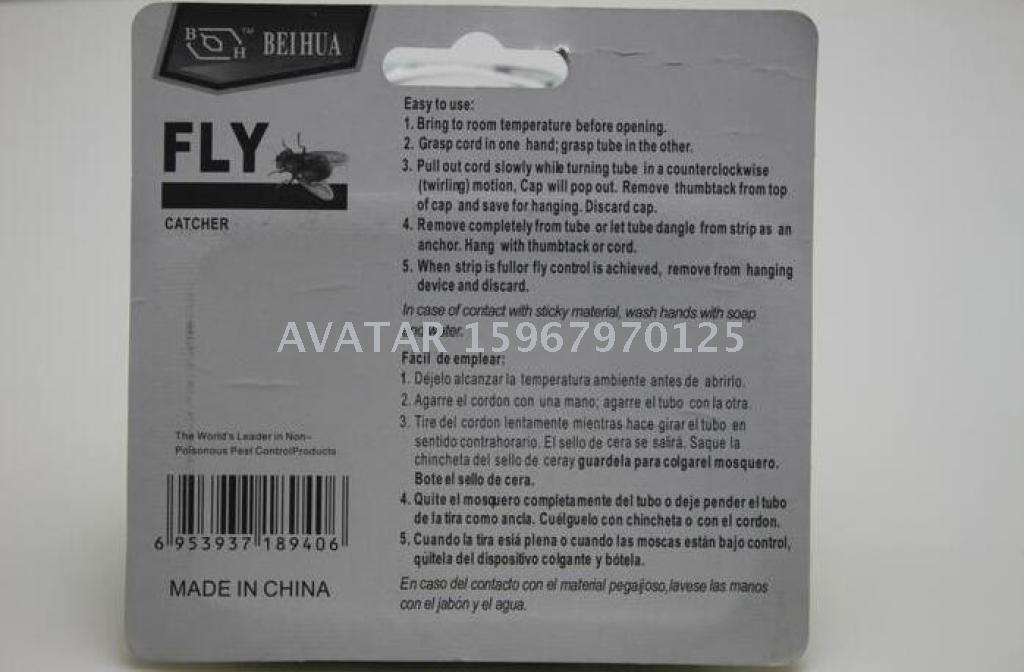 B H ™ BEIHUA
FLY
CATCHER
Easy to use:
1. Bring to room temperature before opening.
2. Grasp cord in one hand; grasp tube in the other.
3. Pull out cord slowly while turning tube in a counterclockwise
(twirling) motion, Cap will pop out. Remove thumbtack from top
of cap and save for hanging. Discard cap.
4. Remove completely from tube or let tube dangle from strip as an
anchor. Hang with thumbtack or cord.
5. When strip is fullor fly control is achieved, remove from hanging
device and discard.
In case of contact with sticky material, wash hands with soap
and water.
AVATAR 15967970125
Facil de emplear:
1. Déjelo alcanzar la temperatura ambiente antes de abrirlo.
2. Agarre el cordon con una mano; agarre el tubo con la otra.
3. Tire del cordon lentamente mientras hace girar el tubo en
sentido contrahorario. El sello de cera se salirá. Saque la
chincheta del sello de ceray guardela para colgarel mosquero.
Bote el sello de cera.
4. Quite el mosquero completamente del tubo o deje pender el tubo
de la tira como ancla. Cuélguelo con chincheta o con el cordon.
5. Cuando la tira esiá plena o cuando las moscas están bajo control,
qüitela del dispositivo colgante y bótela.
En caso del contacto con el material pegajioso, lavese las manos
con el jabón y el agua.
The World's Leader in Non-
Poisonous Pest ControlProducts
6 953937 189406
MADE IN CHINA